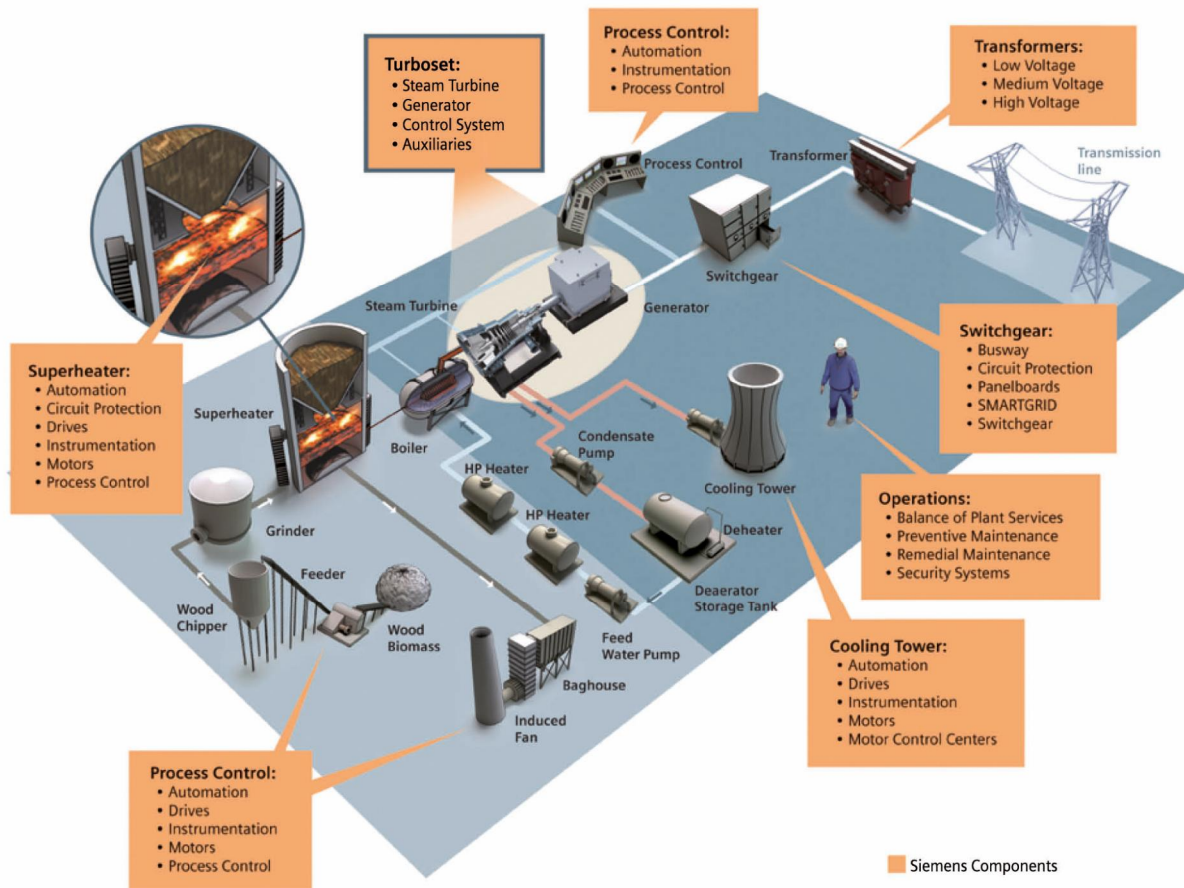 Process Control:
• Automation
• Instrumentation
• Process Control
Transformers:
• Low Voltage
• Medium Voltage
• High Voltage
Turboset:
• Steam Turbine
• Generator
• Control System
• Auxiliaries
Process Control
Transformer
Transmission
line
Switchgear
Steam Turbine
Generator
Superheater:
• Automation
• Circuit Protection
• Drives
• Instrumentation
• Motors
• Process Control
Switchgear:
• Busway
• Circuit Protection
• Panelboards
• SMARTGRID
• Switchgear
Superheater
Boiler
Condensate
Pump
HP Heater
Cooling Tower
HP Heater
Deheater
Grinder
Operations:
• Balance of Plant Services
• Preventive Maintenance
• Remedial Maintenance
• Security Systems
Feeder
Wood
Chipper
Wood
Biomass
Deaerator
Storage Tank
Feed
Water Pump
Baghouse
Induced
Fan
Cooling Tower:
• Automation
• Drives
• Instrumentation
• Motors
• Motor Control Centers
Process Control:
• Automation
• Drives
• Instrumentation
• Motors
• Process Control
Siemens Components